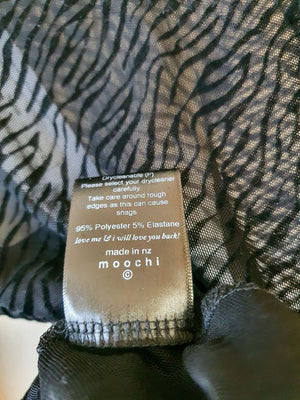 Drycleanable (P)
Please select your drycleaner
carefully.
Take care around rough
edges as this can cause
snags.
95% Polyester 5% Elastane
love me & i will love you back!
made in nz
moochi
©